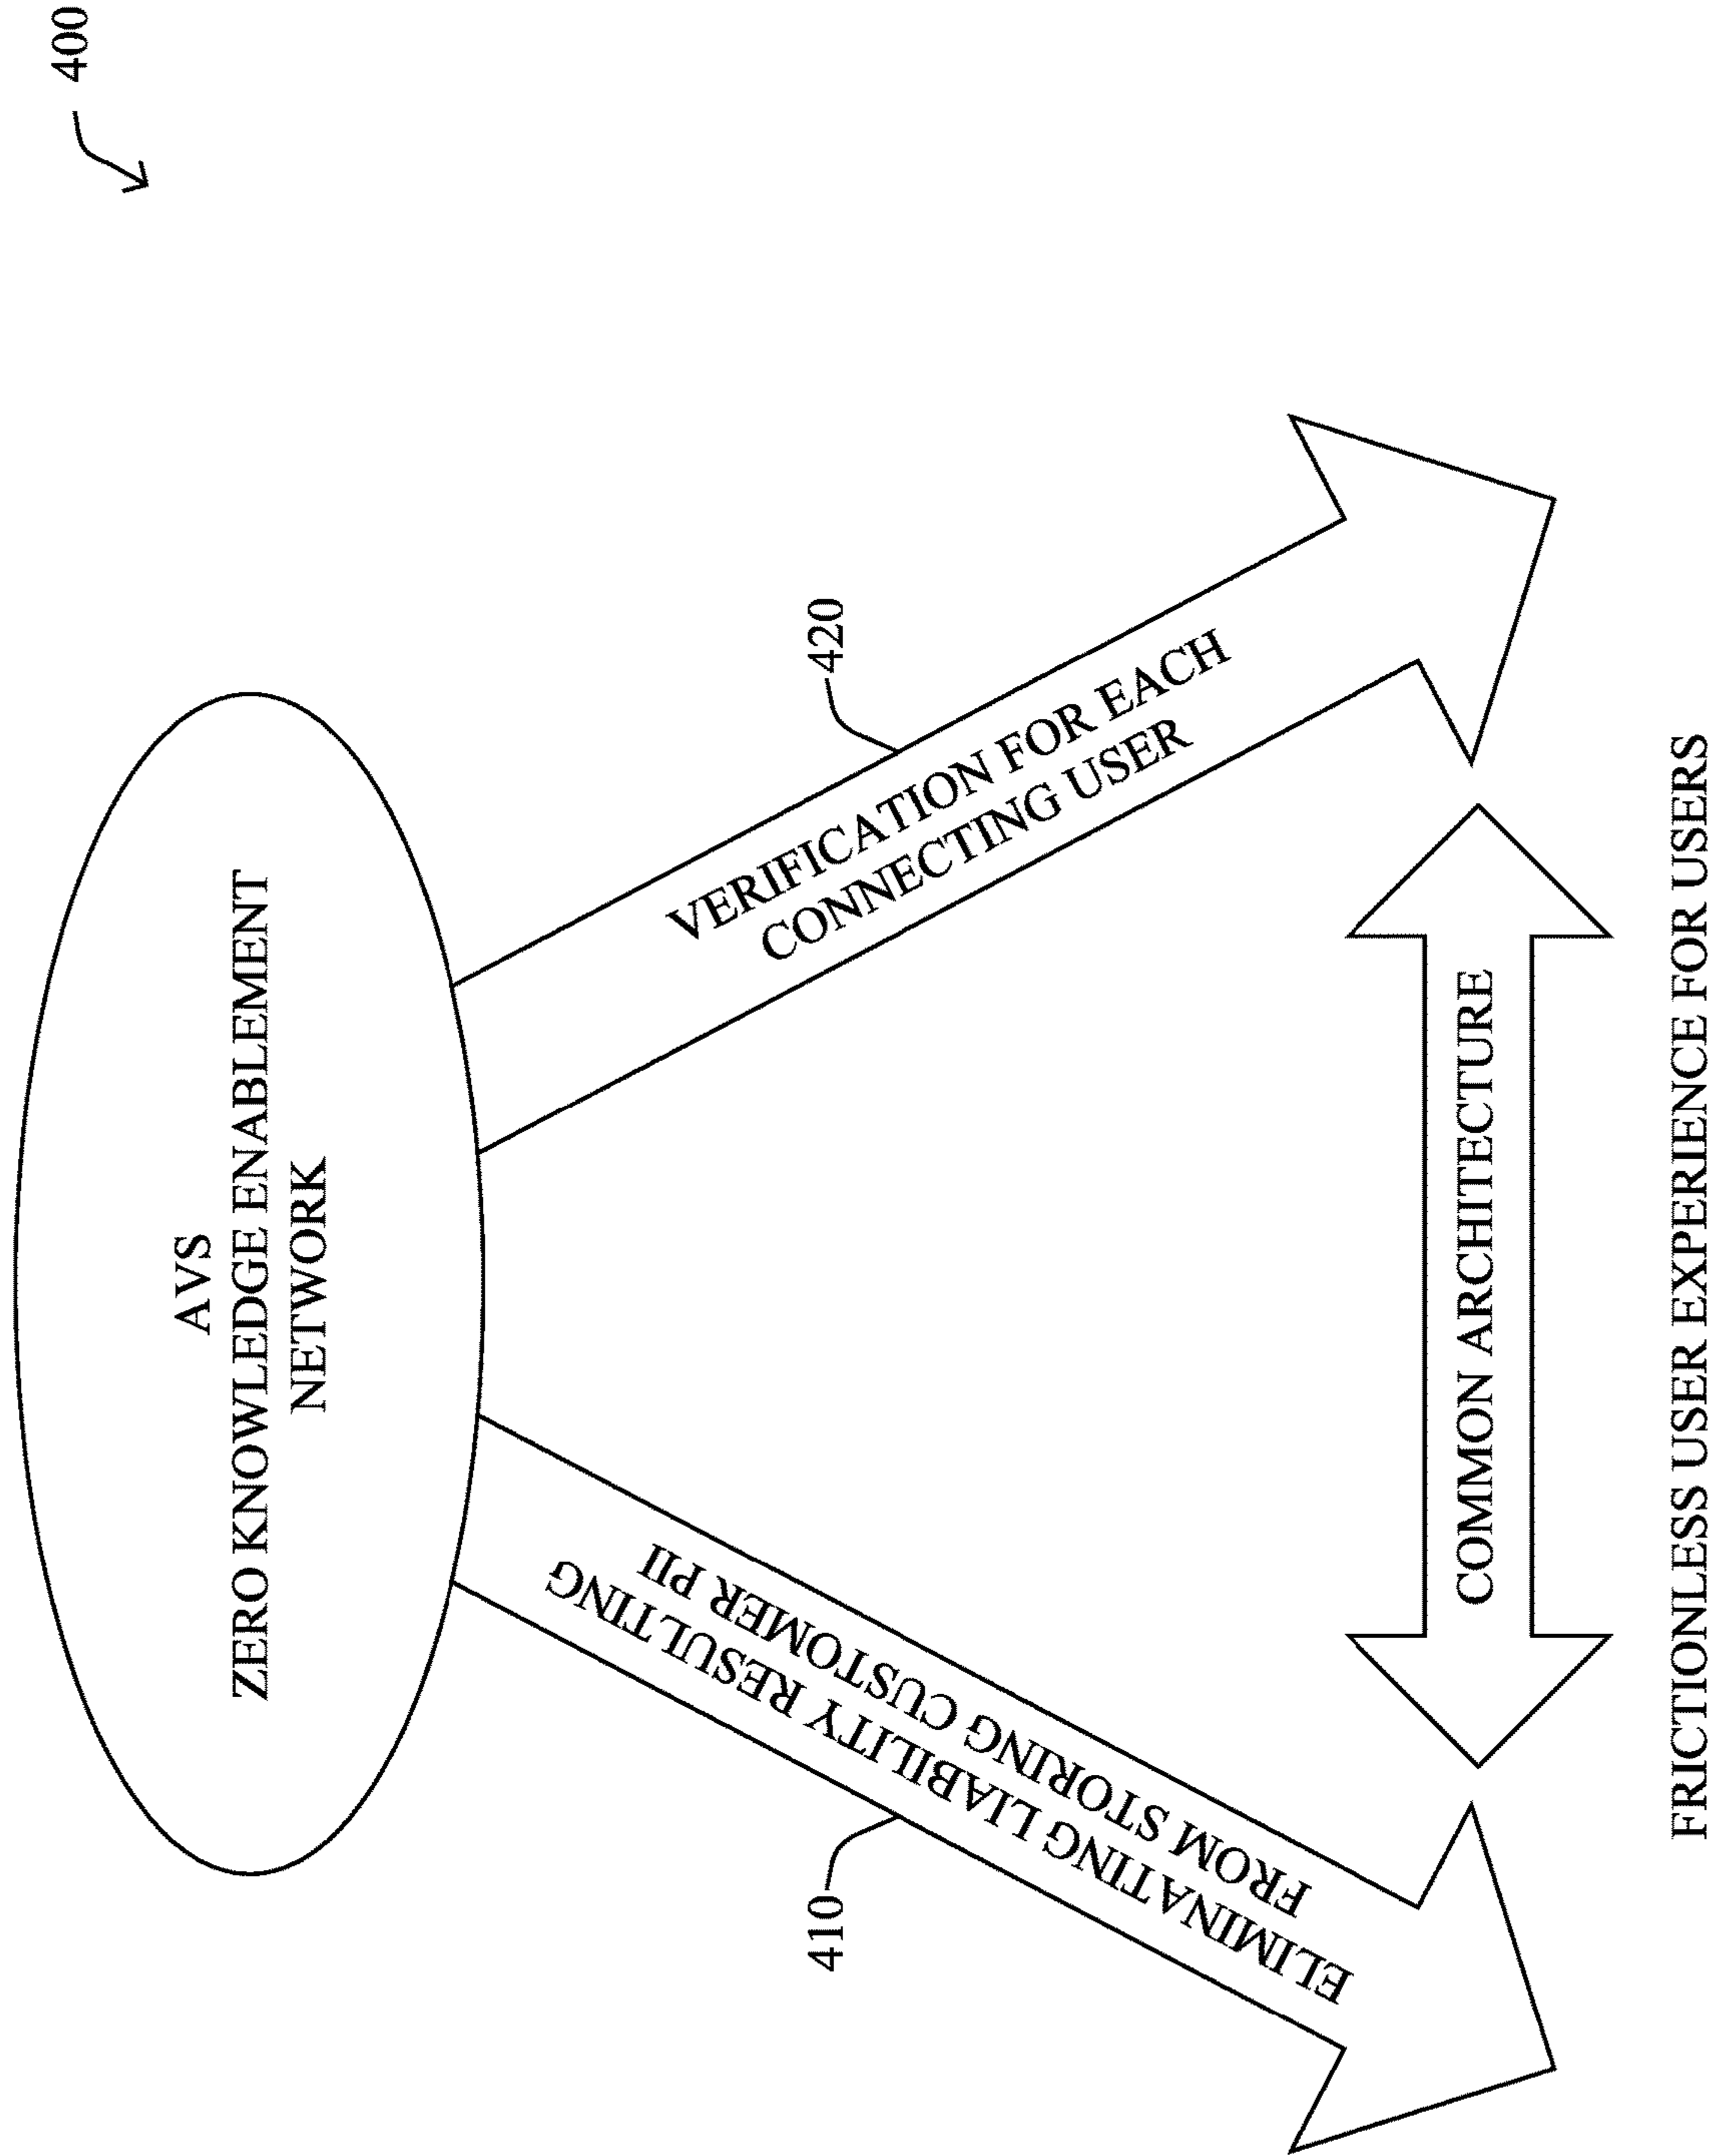 400
AVS
ZERO KNOWLEDGE ENABLEMENT
NETWORK
410
ELIMINATING LIABILITY RESULTING
FROM STORING CUSTOMER PII
420
VERIFICATION FOR EACH
CONNECTING USER
COMMON ARCHITECTURE
FRICTIONLESS USER EXPERIENCE FOR USERS